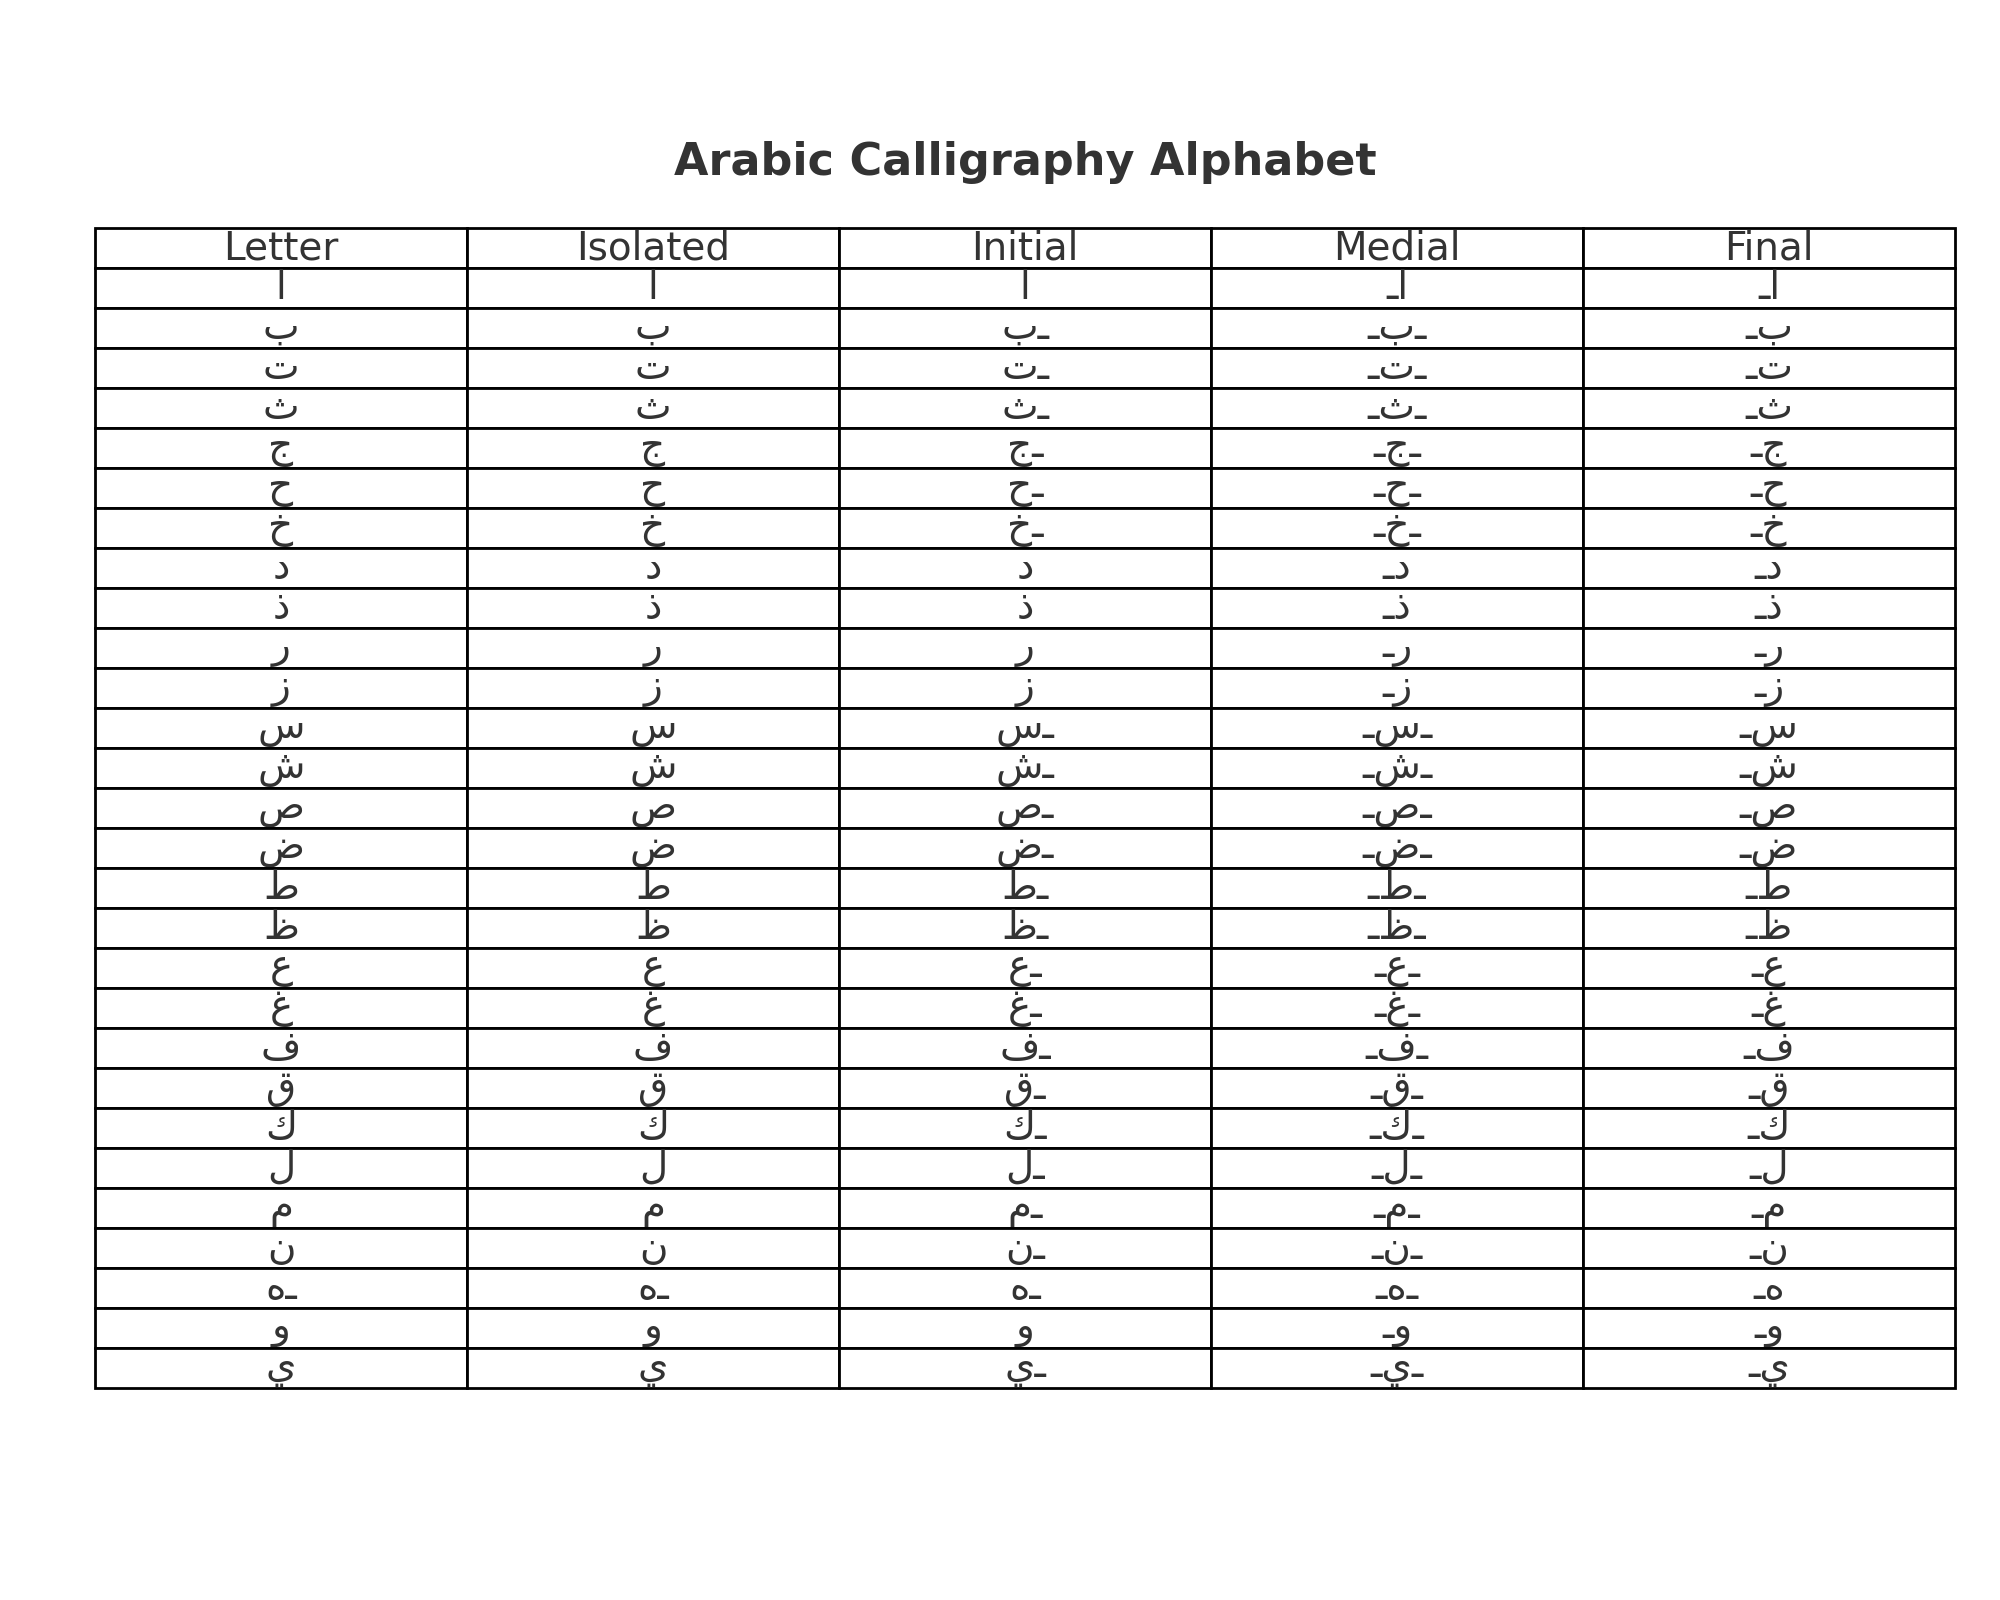 Arabic Calligraphy Alphabet
Letter Isolated Initial Medial Final
ا ا ا ـا ـا
ب ب بـ ـبـ ـب
ت ت تـ ـتـ ـت
ث ث ثـ ـثـ ـث
ج ج جـ ـجـ ـج
ح ح حـ ـحـ ـح
خ خ خـ ـخـ ـخ
د د د ـد ـد
ذ ذ ذ ـذ ـذ
ر ر ر ـر ـر
ز ز ز ـز ـز
س س سـ ـسـ ـس
ش ش شـ ـشـ ـش
ص ص صـ ـصـ ـص
ض ض ضـ ـضـ ـض
ط ط طـ ـطـ ـط
ظ ظ ظـ ـظـ ـظ
ع ع عـ ـعـ ـع
غ غ غـ ـغـ ـغ
ف ف فـ ـفـ ـف
ق ق قـ ـقـ ـق
ك ك كـ ـكـ ـك
ل ل لـ ـلـ ـل
م م مـ ـمـ ـم
ن ن نـ ـنـ ـن
هـ هـ هـ ـهـ ـه
و و و ـو ـو
ي ي يـ ـيـ ـي